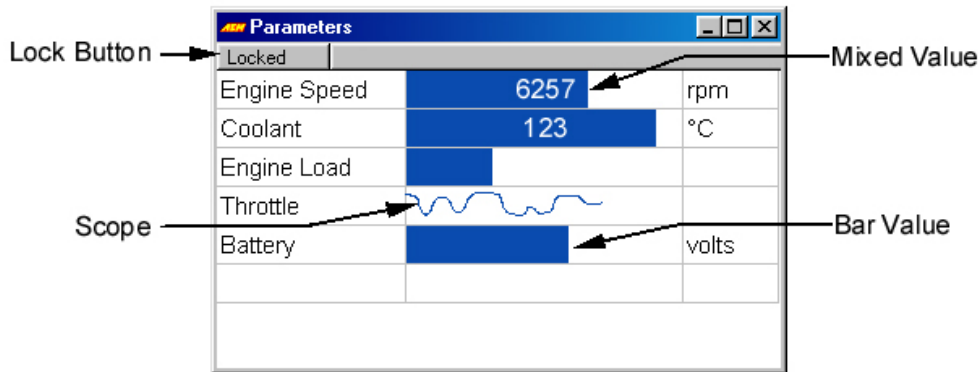 AEM Parameters
Lock Button
Locked
Mixed Value
Engine Speed 6257 rpm
Coolant 123 °C
Engine Load
Throttle
Scope
Bar Value
Battery volts